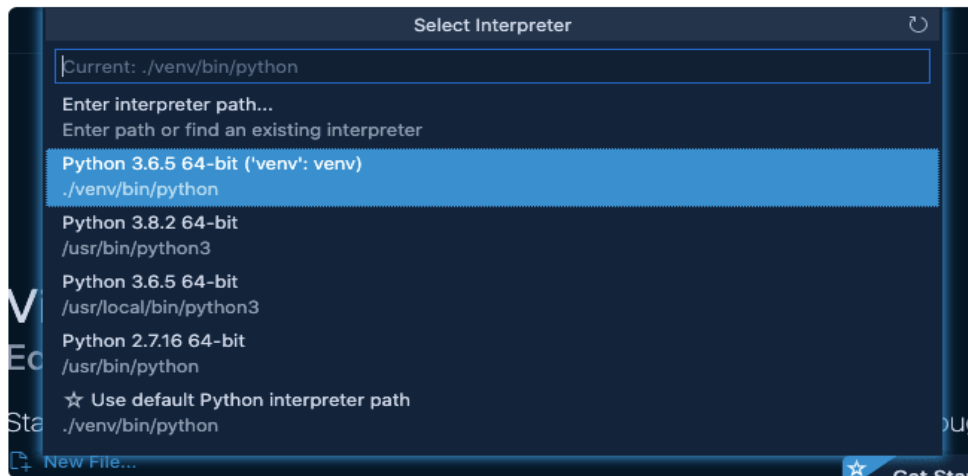 Select Interpreter
Current: ./venv/bin/python
Enter interpreter path...
Enter path or find an existing interpreter
Python 3.6.5 64-bit ('venv': venv)
./venv/bin/python
Python 3.8.2 64-bit
/usr/bin/python3
Python 3.6.5 64-bit
/usr/local/bin/python3
Python 2.7.16 64-bit
/usr/bin/python
☆ Use default Python interpreter path
./venv/bin/python
New File...